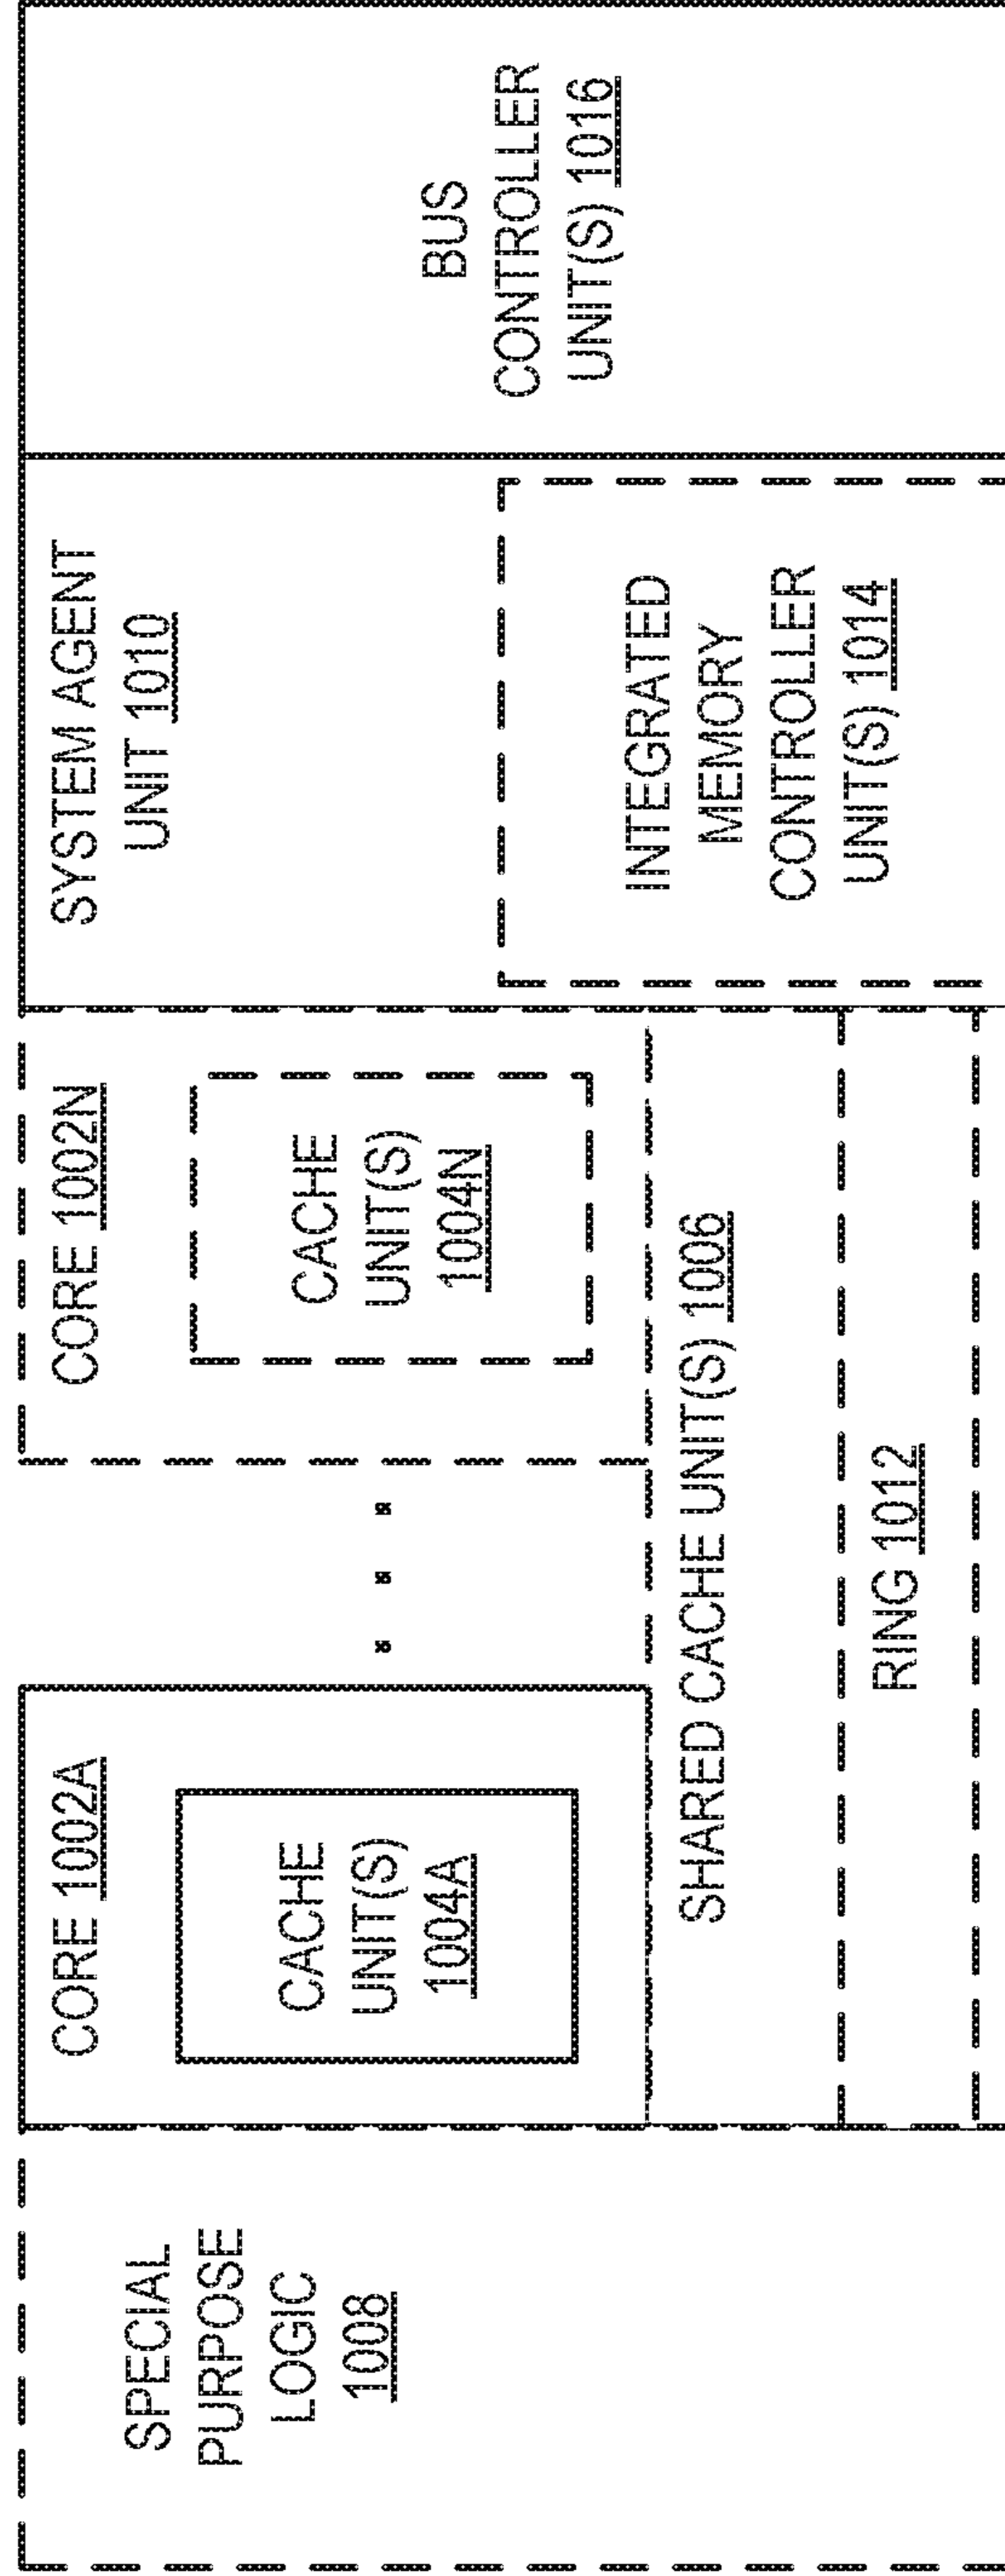 SPECIAL
PURPOSE
LOGIC
1008
CORE 1002A
CACHE
UNIT(S)
1004A
CORE 1002N
CACHE
UNIT(S)
1004N
SHARED CACHE UNIT(S) 1006
RING 1012
SYSTEM AGENT
UNIT 1010
INTEGRATED
MEMORY
CONTROLLER
UNIT(S) 1014
BUS
CONTROLLER
UNIT(S) 1016